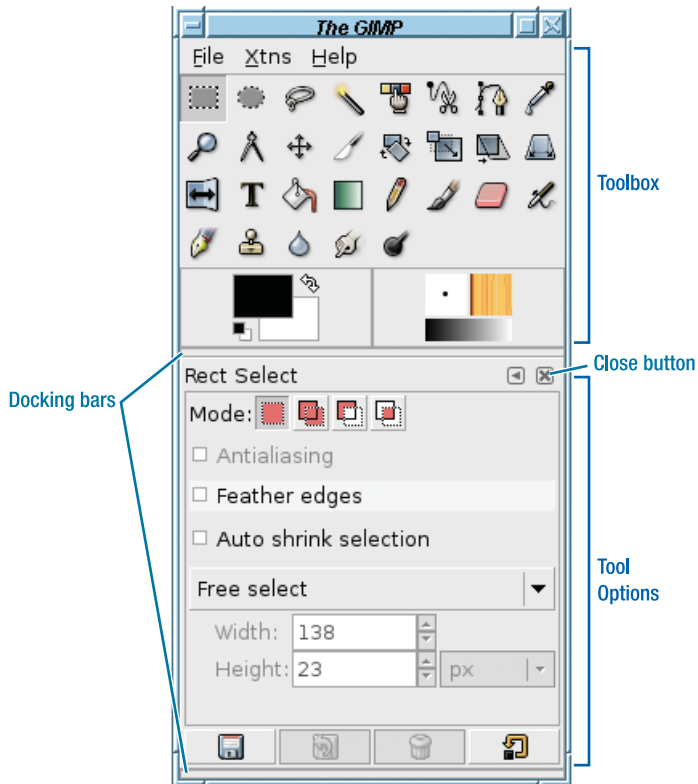 The GIMP
File Xtns Help
T
Toolbox
Rect Select
Close button
Docking bars
Mode:
Antialiasing
Feather edges
Auto shrink selection
Free select
Tool
Options
Width: 138
Height: 23 px